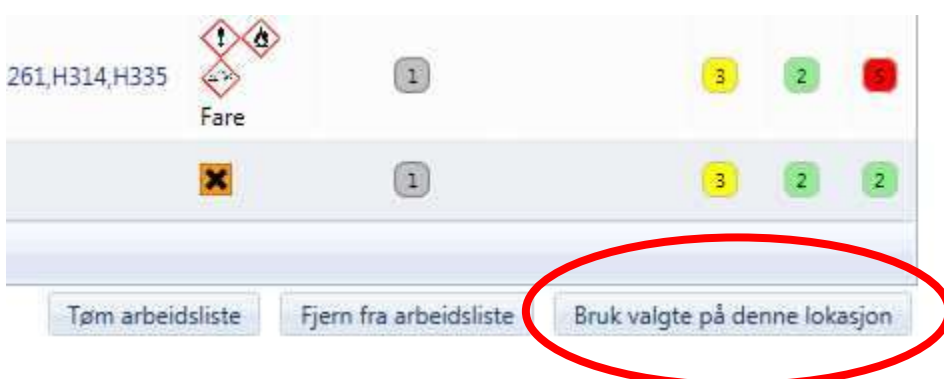 261,H314,H335 1 3 2 5
Fare
1 3 2 2
Tøm arbeidsliste Fjern fra arbeidsliste Bruk valgte på denne lokasjon